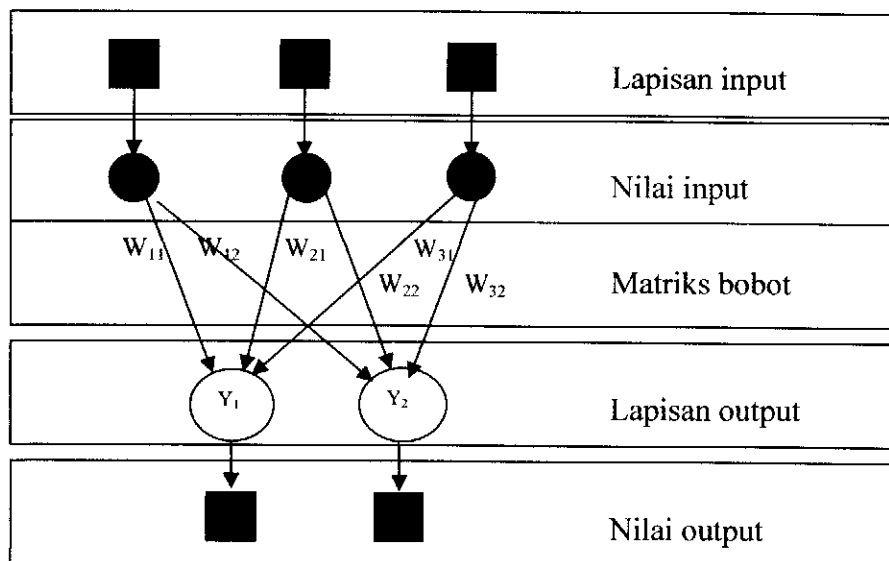 Lapisan input
Nilai input
W₁₁ W₁₂ W₂₁ W₃₁
W₂₂ W₃₂
Matriks bobot
Y₁ Y₂
Lapisan output
Nilai output